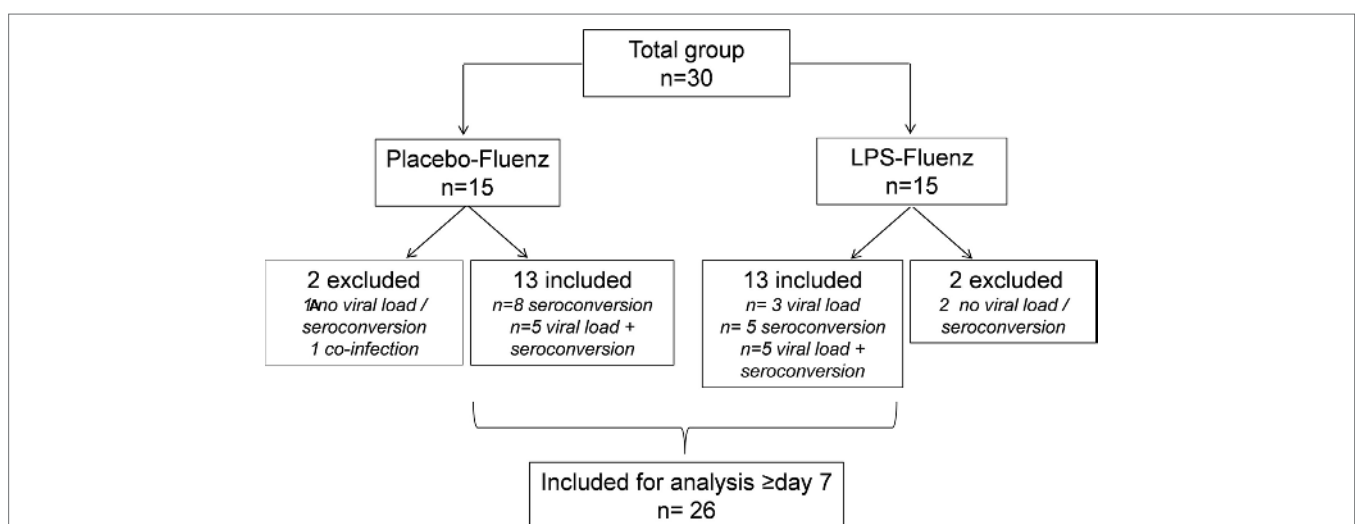 Total group
n=30
Placebo-Fluenz
n=15
LPS-Fluenz
n=15
2 excluded
no viral load /
seroconversion
1 co-infection
13 included
n=8 seroconversion
n=5 viral load +
seroconversion
13 included
n= 3 viral load
n= 5 seroconversion
n=5 viral load +
seroconversion
2 excluded
2 no viral load /
seroconversion
Included for analysis ≥day 7
n= 26